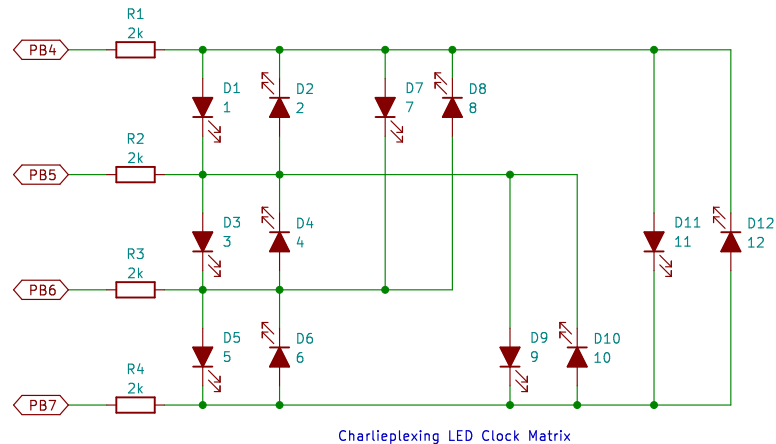 R1
2k
PB4
D1
1
D2
2
D7
7
D8
8
R2
2k
PB5
D3
3
D4
4
D11
11
D12
12
R3
2k
PB6
D5
5
D6
6
D9
9
D10
10
R4
2k
PB7
Charlieplexing LED Clock Matrix